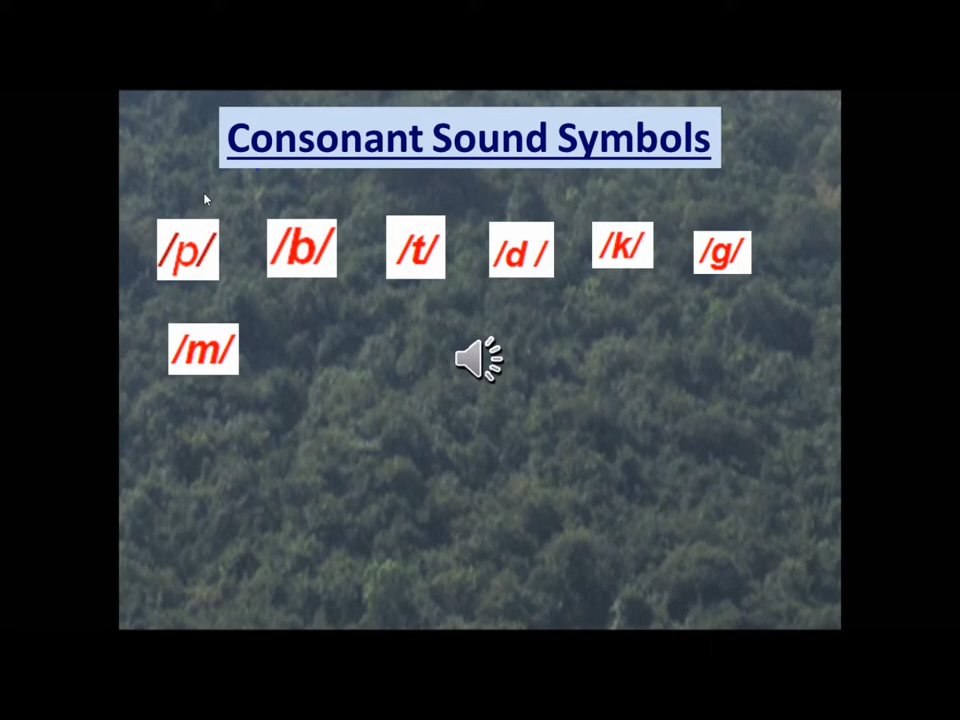 Consonant Sound Symbols
/p/ /b/ /t/ /d / /k/ /g/
/m/